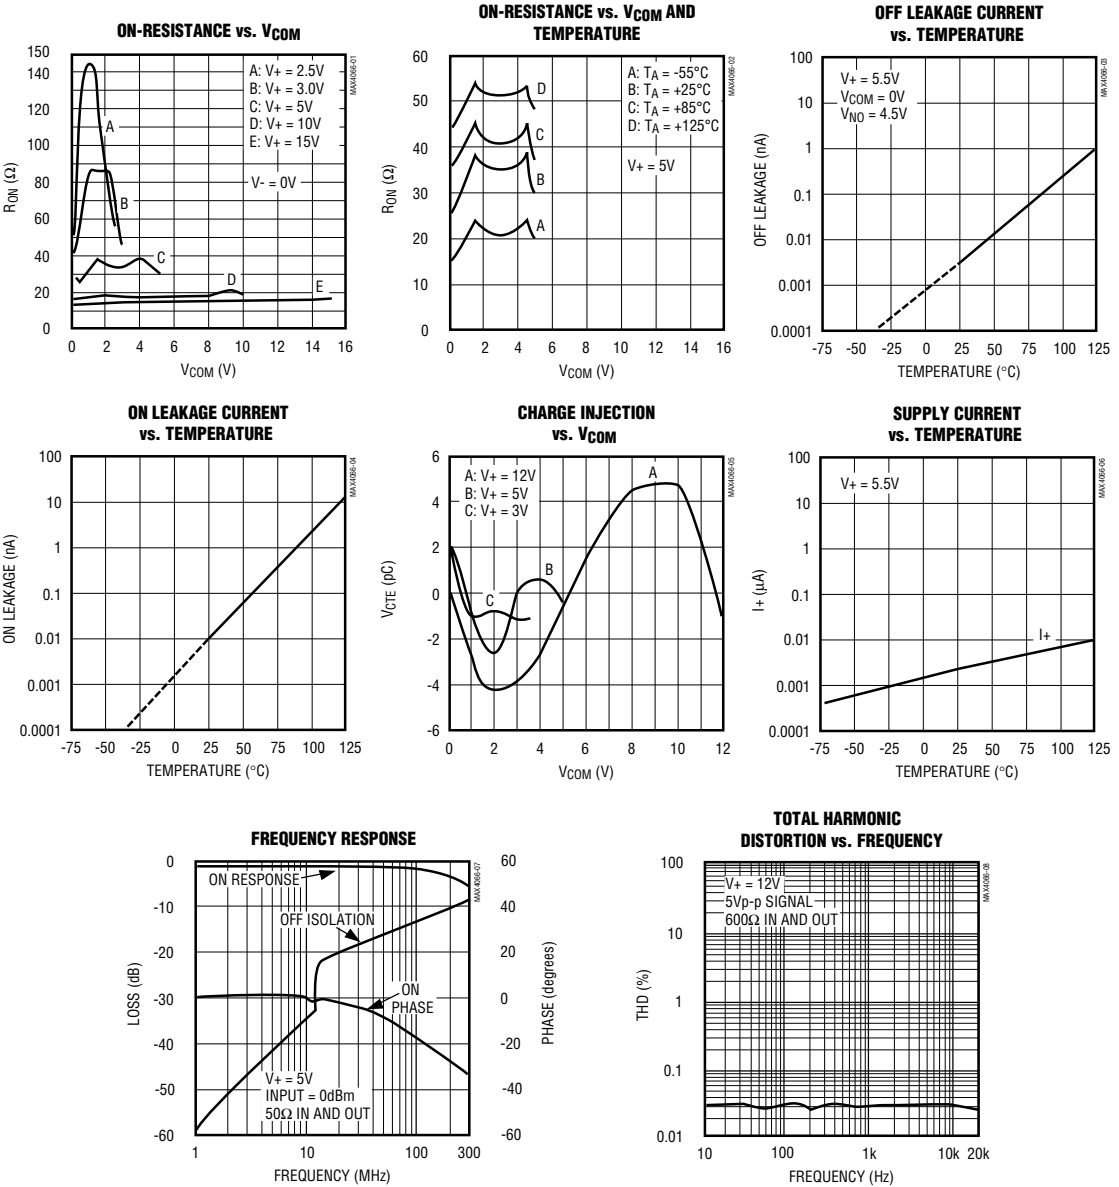 ON-RESISTANCE vs. VCOM
150
140
120
100
80
60
40
20
0
RON (Ω)
A: V+ = 2.5V
B: V+ = 3.0V
C: V+ = 5V
D: V+ = 10V
E: V+ = 15V
V- = 0V
A
B
C
D
E
MAX4066-01
0 2 4 6 8 10 12 14 16
VCOM (V)
ON-RESISTANCE vs. VCOM AND
TEMPERATURE
60
50
40
30
20
10
0
RON (Ω)
A: TA = -55°C
B: TA = +25°C
C: TA = +85°C
D: TA = +125°C
V+ = 5V
D
C
B
A
MAX4066-02
0 2 4 6 8 10 12 14 16
VCOM (V)
OFF LEAKAGE CURRENT
vs. TEMPERATURE
100
10
1
0.1
0.01
0.001
0.0001
OFF LEAKAGE (nA)
V+ = 5.5V
VCOM = 0V
VNO = 4.5V
MAX4066-03
-75 -50 -25 0 25 50 75 100 125
TEMPERATURE (°C)
ON LEAKAGE CURRENT
vs. TEMPERATURE
100
10
1
0.1
0.01
0.001
0.0001
ON LEAKAGE (nA)
MAX4066-04
-75 -50 -25 0 25 50 75 100 125
TEMPERATURE (°C)
CHARGE INJECTION
vs. VCOM
6
4
2
0
-2
-4
-6
VCTE (pC)
A: V+ = 12V
B: V+ = 5V
C: V+ = 3V
A
B
C
MAX4066-05
0 2 4 6 8 10 12
VCOM (V)
SUPPLY CURRENT
vs. TEMPERATURE
100
10
1
0.1
0.01
0.001
0.0001
I+ (µA)
V+ = 5.5V
I+
MAX4066-06
-75 -50 -25 0 25 50 75 100 125
TEMPERATURE (°C)
FREQUENCY RESPONSE
0
-10
-20
-30
-40
-50
-60
LOSS (dB)
ON RESPONSE
OFF ISOLATION
ON
PHASE
V+ = 5V
INPUT = 0dBm
50Ω IN AND OUT
60
40
20
0
-20
-40
-60
PHASE (degrees)
MAX4066-07
1 10 100 300
FREQUENCY (MHz)
TOTAL HARMONIC
DISTORTION vs. FREQUENCY
100
10
1
0.1
0.01
THD (%)
V+ = 12V
5Vp-p SIGNAL
600Ω IN AND OUT
MAX4066-08
10 100 1k 10k 20k
FREQUENCY (Hz)